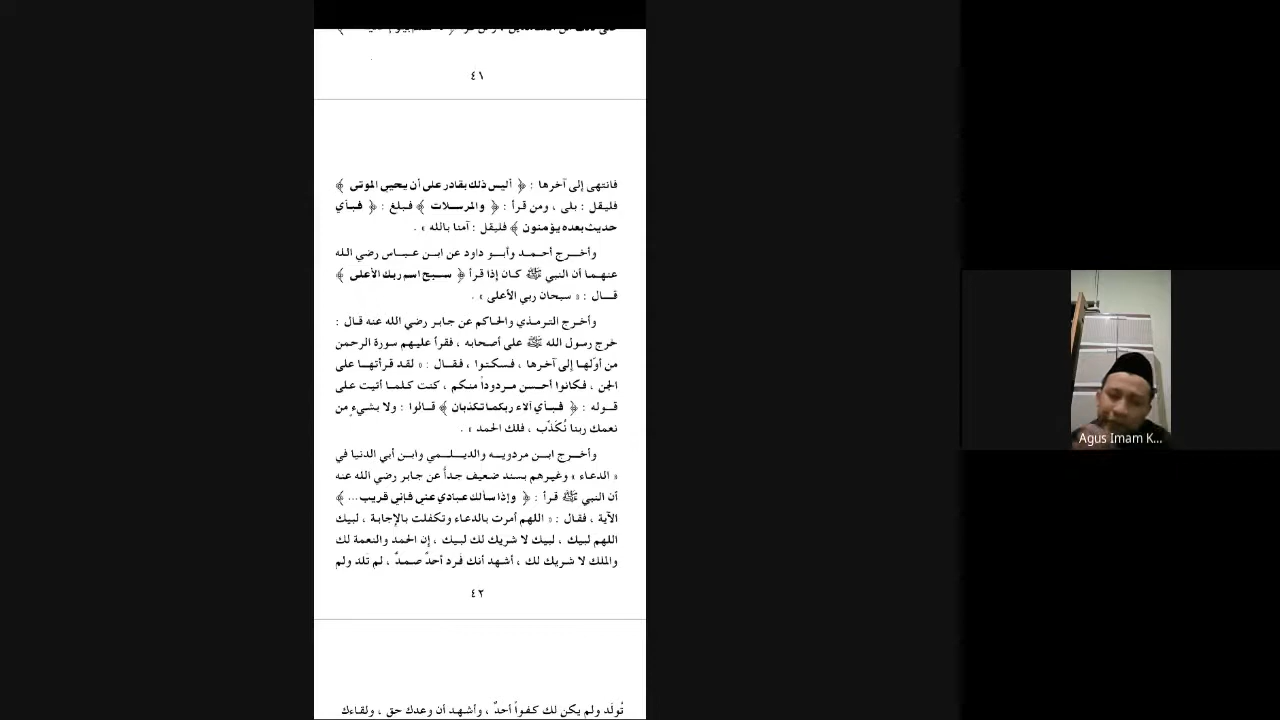 ٤١
فانتهى إلى آخرها : ﴿ أليس ذلك بقادر على أن يحيي الموتى ﴾
فليقل : بلى ، ومن قرأ : ﴿ والمرسلات ﴾ فبلغ : ﴿ فبأي
حديث بعده يؤمنون ﴾ فليقل : آمنا بالله » .
وأخرج أحمد وأبو داود عن ابن عباس رضي الله
عنهما أن النبي ﷺ كان إذا قرأ ﴿ سبح اسم ربك الأعلى ﴾
قال : « سبحان ربي الأعلى » .
وأخرج الترمذي والحاكم عن جابر رضي الله عنه قال :
خرج رسول الله ﷺ على أصحابه ، فقرأ عليهم سورة الرحمن
من أوّلها إلى آخرها ، فسكتوا ، فقال : « لقد قرأتها على
الجن ، فكانوا أحسن مردوداً منكم ، كنت كلما أتيت على
قوله : ﴿ فبأي آلاء ربكما تكذبان ﴾ قالوا : ولا بشيءٍ من
نعمك ربنا نُكَذّب ، فلك الحمد » .
وأخرج ابن مردويه والديلمي وابن أبي الدنيا في
« الدعاء » وغيرهم بسند ضعيف جداً عن جابر رضي الله عنه
أن النبي ﷺ قرأ : ﴿ وإذا سألك عبادي عني فإني قريب ... ﴾
الآية ، فقال : « اللهم أمرت بالدعاء وتكفلت بالإجابة ، لبيك
اللهم لبيك ، لبيك لا شريك لك لبيك ، إن الحمد والنعمة لك
والملك لا شريك لك ، أشهد أنك فرد أحدٌ صمدٌ ، لم تلد ولم
٤٢
تُولَد ولم يكن لك كفواً أحدٌ ، وأشهد أن وعدك حق ، ولقاءك
Agus Imam K...